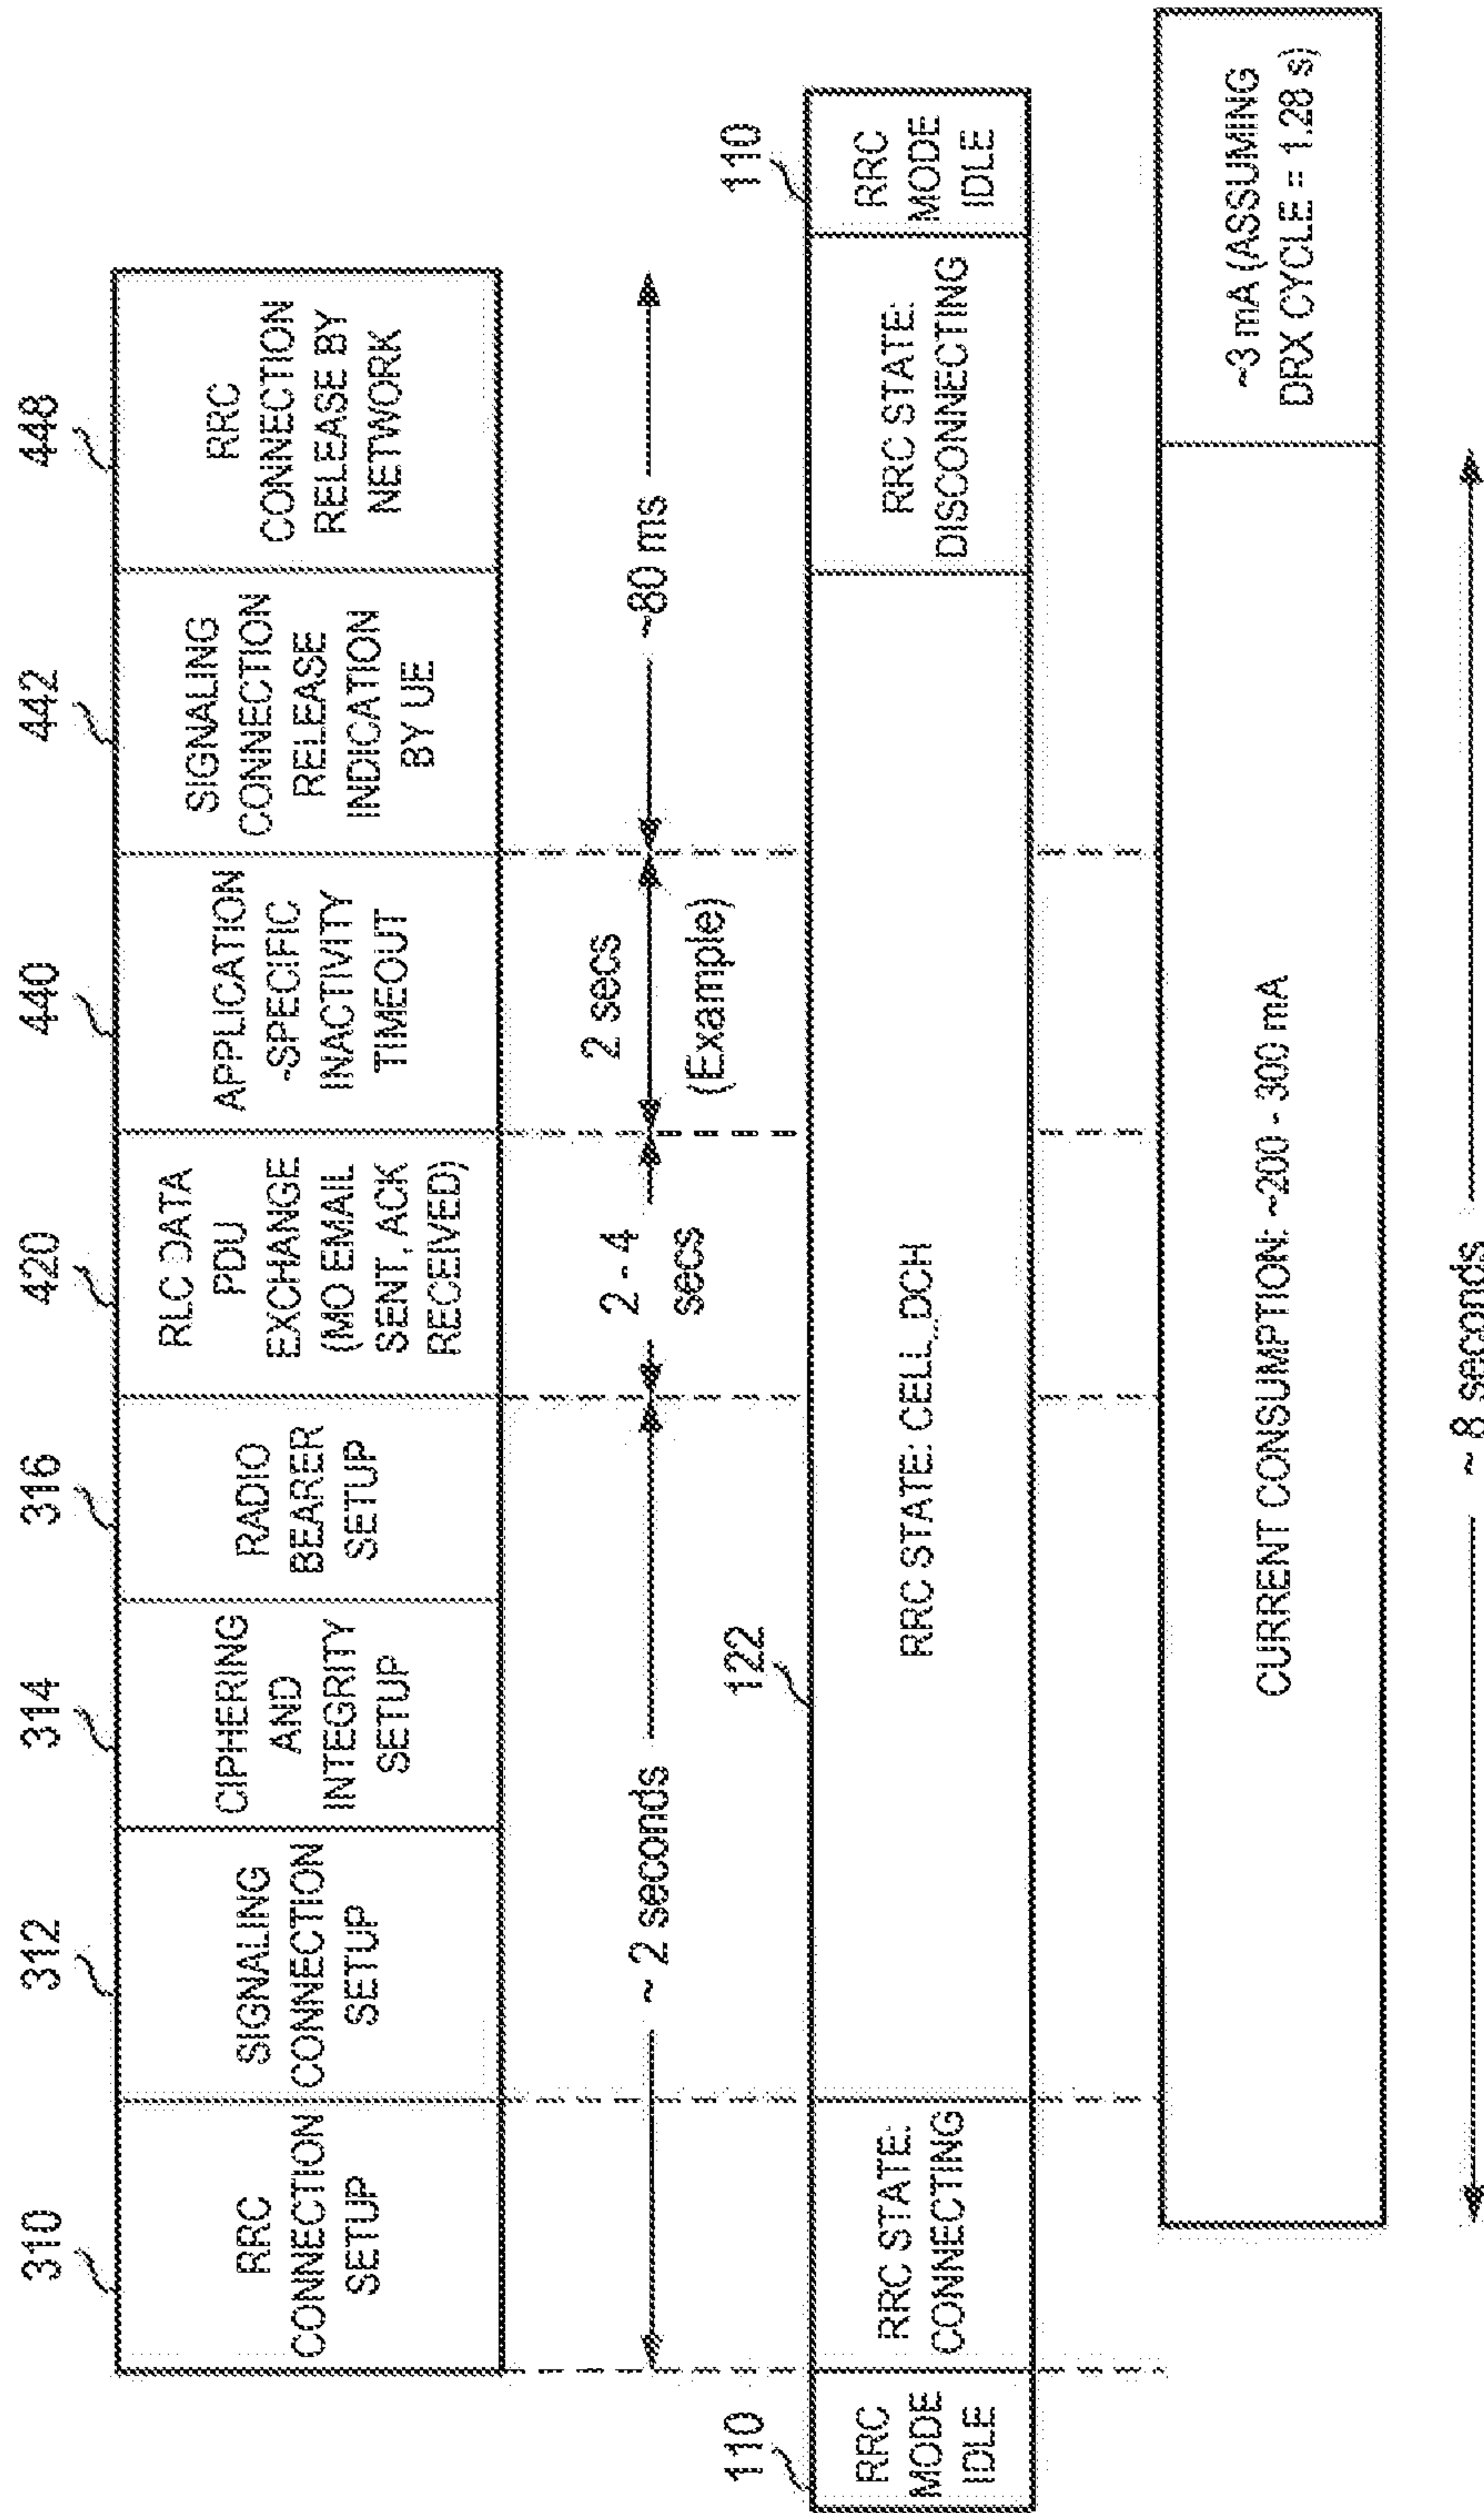 310
312
314
316
420
440
442
448
RRC
CONNECTION
SETUP
SIGNALING
CONNECTION
SETUP
CIPHERING
AND
INTEGRITY
SETUP
RADIO
BEARER
SETUP
RLC DATA
PDU
EXCHANGE
(MO EMAIL
SENT, ACK
RECEIVED)
APPLICATION
-SPECIFIC
INACTIVITY
TIMEOUT
SIGNALING
CONNECTION
RELEASE
INDICATION
BY UE
RRC
CONNECTION
RELEASE BY
NETWORK
~ 2 seconds
2 - 4
secs
2 secs
(Example)
~80 ms
110
122
110
RRC
MODE
IDLE
RRC STATE:
CONNECTING
RRC STATE: CELL_DCH
RRC STATE:
DISCONNECTING
RRC
MODE
IDLE
CURRENT CONSUMPTION: ~200 - 300 mA
~3 mA (ASSUMING
DRX CYCLE = 1.28 s)
~ 8 seconds